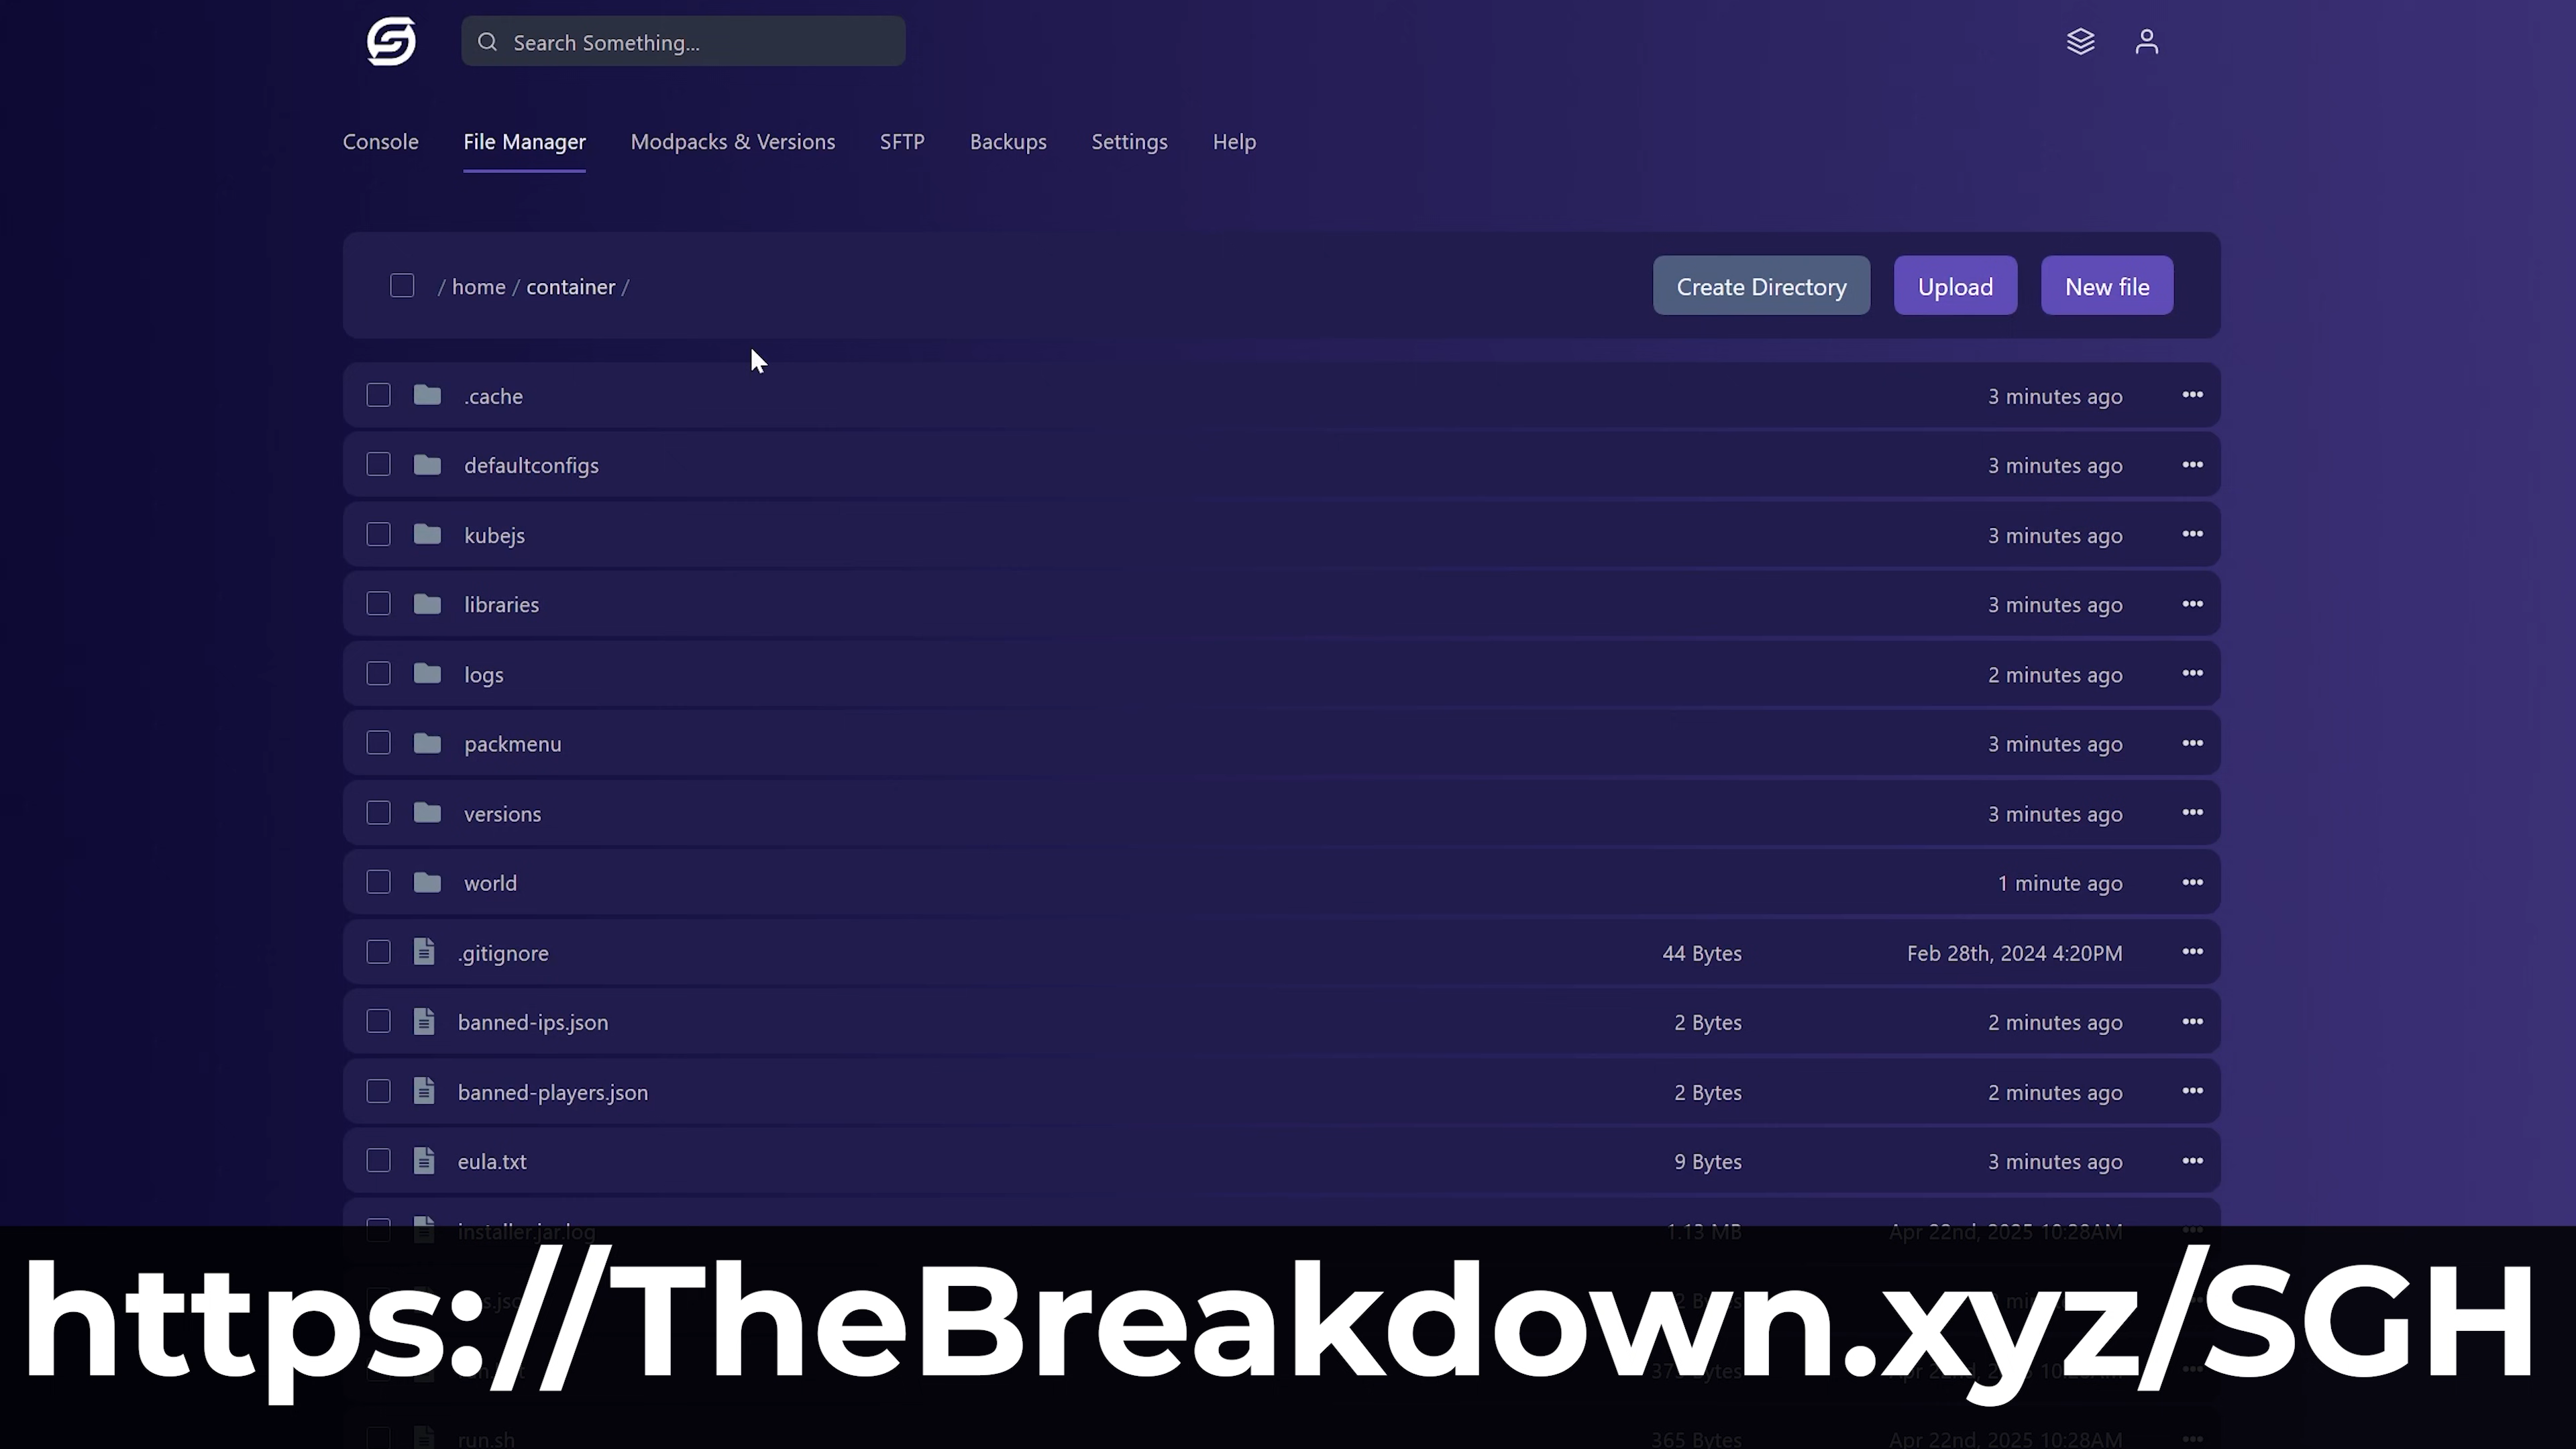 Search Something...
Console File Manager Modpacks & Versions SFTP Backups Settings Help
/ home / container /
Create Directory Upload New file
.cache 3 minutes ago
defaultconfigs 3 minutes ago
kubejs 3 minutes ago
libraries 3 minutes ago
logs 2 minutes ago
packmenu 3 minutes ago
versions 3 minutes ago
world 1 minute ago
.gitignore 44 Bytes Feb 28th, 2024 4:20PM
banned-ips.json 2 Bytes 2 minutes ago
banned-players.json 2 Bytes 2 minutes ago
eula.txt 9 Bytes 3 minutes ago
installer.jar.log 1.13 MB Apr 22nd, 2025 10:28AM
https://TheBreakdown.xyz/SGH
run.sh 365 Bytes Apr 22nd, 2025 10:28AM